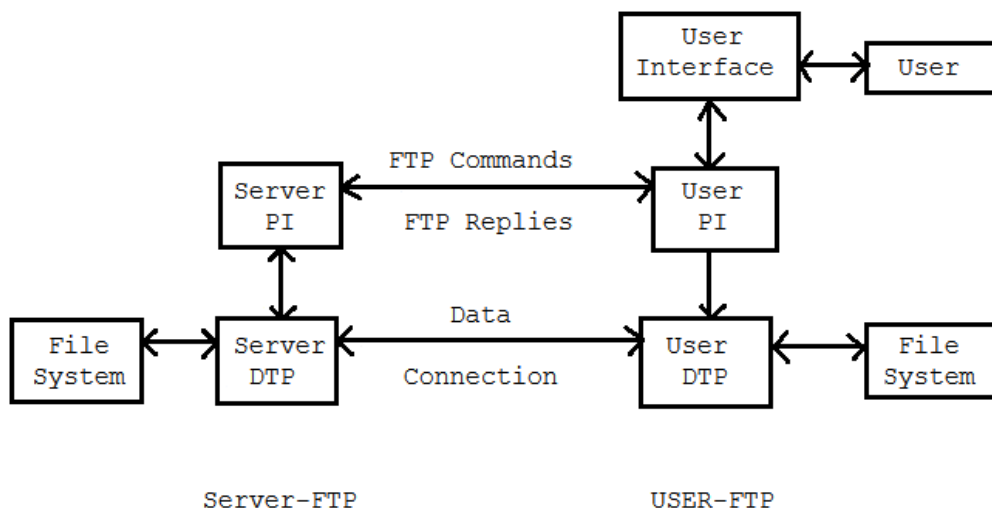 User
Interface
User
FTP Commands
Server
PI
User
PI
FTP Replies
Data
File
System
Server
DTP
User
DTP
File
System
Connection
Server-FTP
USER-FTP